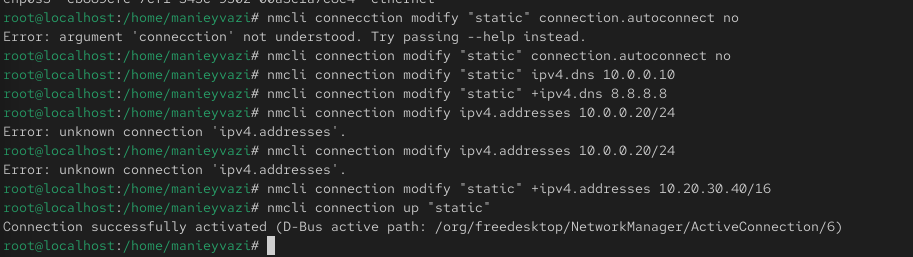 root@localhost:/home/manieyvazi# nmcli connecction modify "static" connection.autoconnect no
Error: argument 'connecction' not understood. Try passing --help instead.
root@localhost:/home/manieyvazi# nmcli connection modify "static" connection.autoconnect no
root@localhost:/home/manieyvazi# nmcli connection modify "static" ipv4.dns 10.0.0.10
root@localhost:/home/manieyvazi# nmcli connection modify "static" +ipv4.dns 8.8.8.8
root@localhost:/home/manieyvazi# nmcli connection modify ipv4.addresses 10.0.0.20/24
Error: unknown connection 'ipv4.addresses'.
root@localhost:/home/manieyvazi# nmcli connection modify ipv4.addresses 10.0.0.20/24
Error: unknown connection 'ipv4.addresses'.
root@localhost:/home/manieyvazi# nmcli connection modify "static" +ipv4.addresses 10.20.30.40/16
root@localhost:/home/manieyvazi# nmcli connection up "static"
Connection successfully activated (D-Bus active path: /org/freedesktop/NetworkManager/ActiveConnection/6)
root@localhost:/home/manieyvazi#